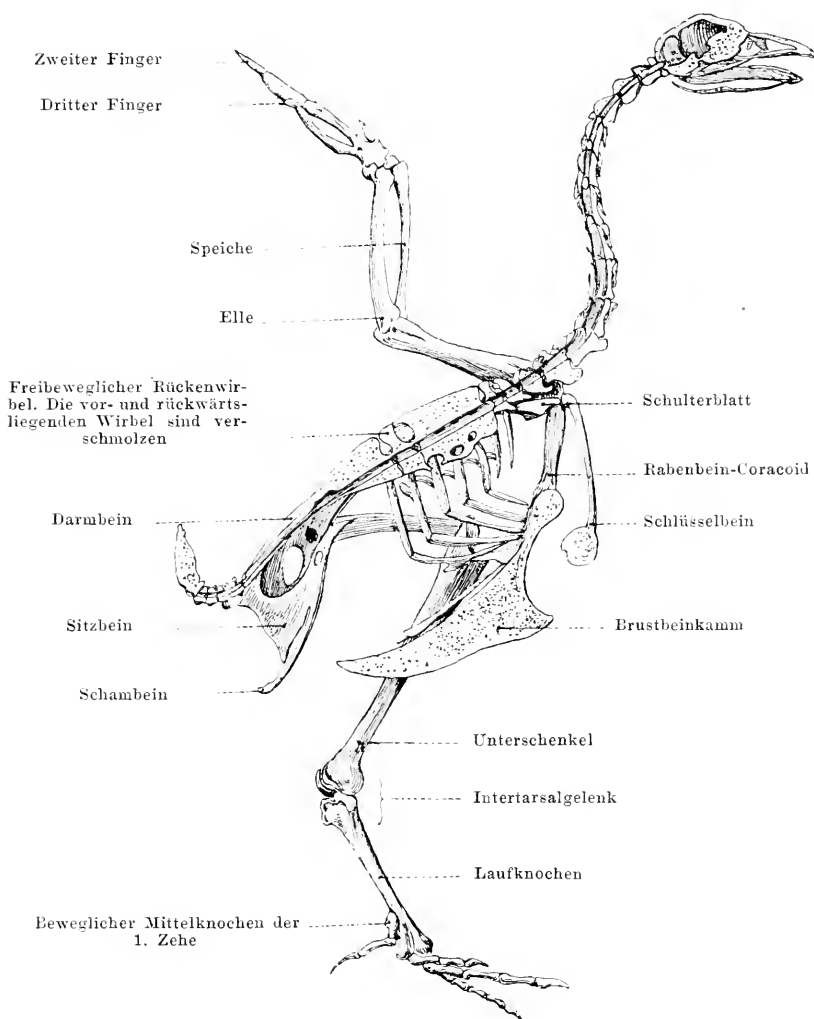 Zweiter Finger
Dritter Finger
Speiche
Elle
Freibeweglicher Rückenwir-
bel. Die vor- und rückwärts-
liegenden Wirbel sind ver-
schmolzen
Schulterblatt
Rabenbein-Coracoid
Darmbein
Schlüsselbein
Sitzbein
Brustbeinkamm
Schambein
Unterschenkel
Intertarsalgelenk
Laufknochen
Beweglicher Mittelknochen der
1. Zehe